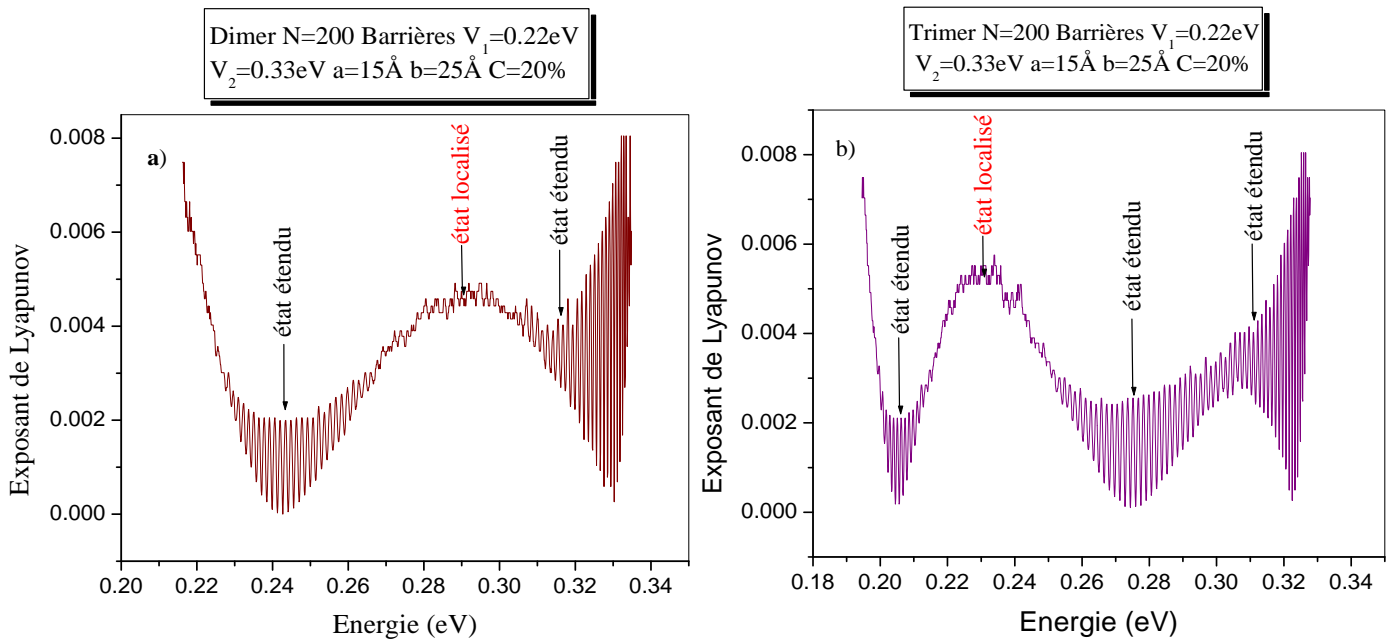 Dimer N=200 Barrières V1=0.22eV
V2=0.33eV a=15Å b=25Å C=20%
a)
état étendu
état localisé
état étendu
0.008
0.006
0.004
0.002
0.000
Exposant de Lyapunov
0.20 0.22 0.24 0.26 0.28 0.30 0.32 0.34
Energie (eV)
Trimer N=200 Barrières V1=0.22eV
V2=0.33eV a=15Å b=25Å C=20%
b)
état étendu
état localisé
état étendu
état étendu
0.008
0.006
0.004
0.002
0.000
Exposant de Lyapunov
0.18 0.20 0.22 0.24 0.26 0.28 0.30 0.32 0.34
Energie (eV)